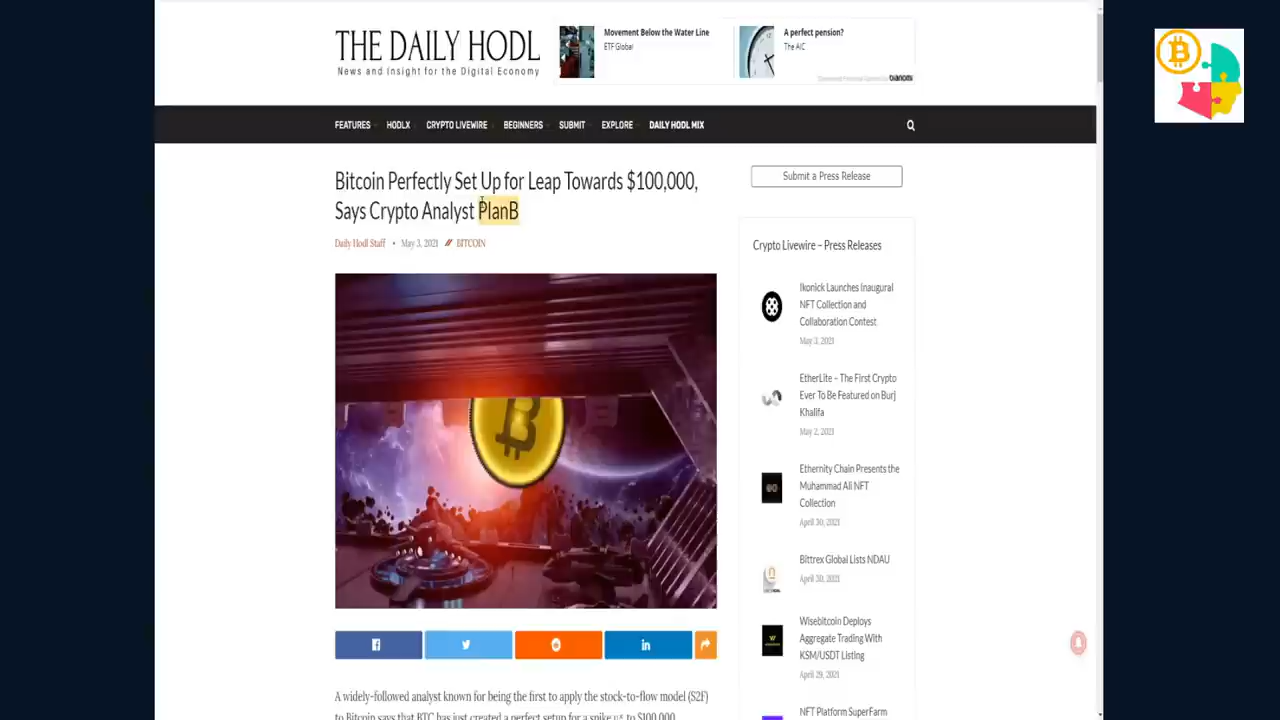 THE DAILY HODL
News and Insight for the Digital Economy
Movement Below the Water Line
ETF Global
A perfect pension?
The AIC
FEATURES
HODLX
CRYPTO LIVEWIRE
BEGINNERS
SUBMIT
EXPLORE
DAILY HODL MIX
Bitcoin Perfectly Set Up for Leap Towards $100,000,
Says Crypto Analyst PlanB
Daily Hodl Staff • May 3, 2021 // BITCOIN
A widely-followed analyst known for being the first to apply the stock-to-flow model (S2F)
to Bitcoin says that BTC has just created a perfect setup for a spike to $100,000.
Submit a Press Release
Crypto Livewire – Press Releases
Ikonick Launches Inaugural
NFT Collection and
Collaboration Contest
May 3, 2021
EtherLite – The First Crypto
Ever To Be Featured on Burj
Khalifa
May 2, 2021
Ethernity Chain Presents the
Muhammad Ali NFT
Collection
April 30, 2021
Bittrex Global Lists NDAU
April 30, 2021
Wisebitcoin Deploys
Aggregate Trading With
KSM/USDT Listing
April 29, 2021
NFT Platform SuperFarm